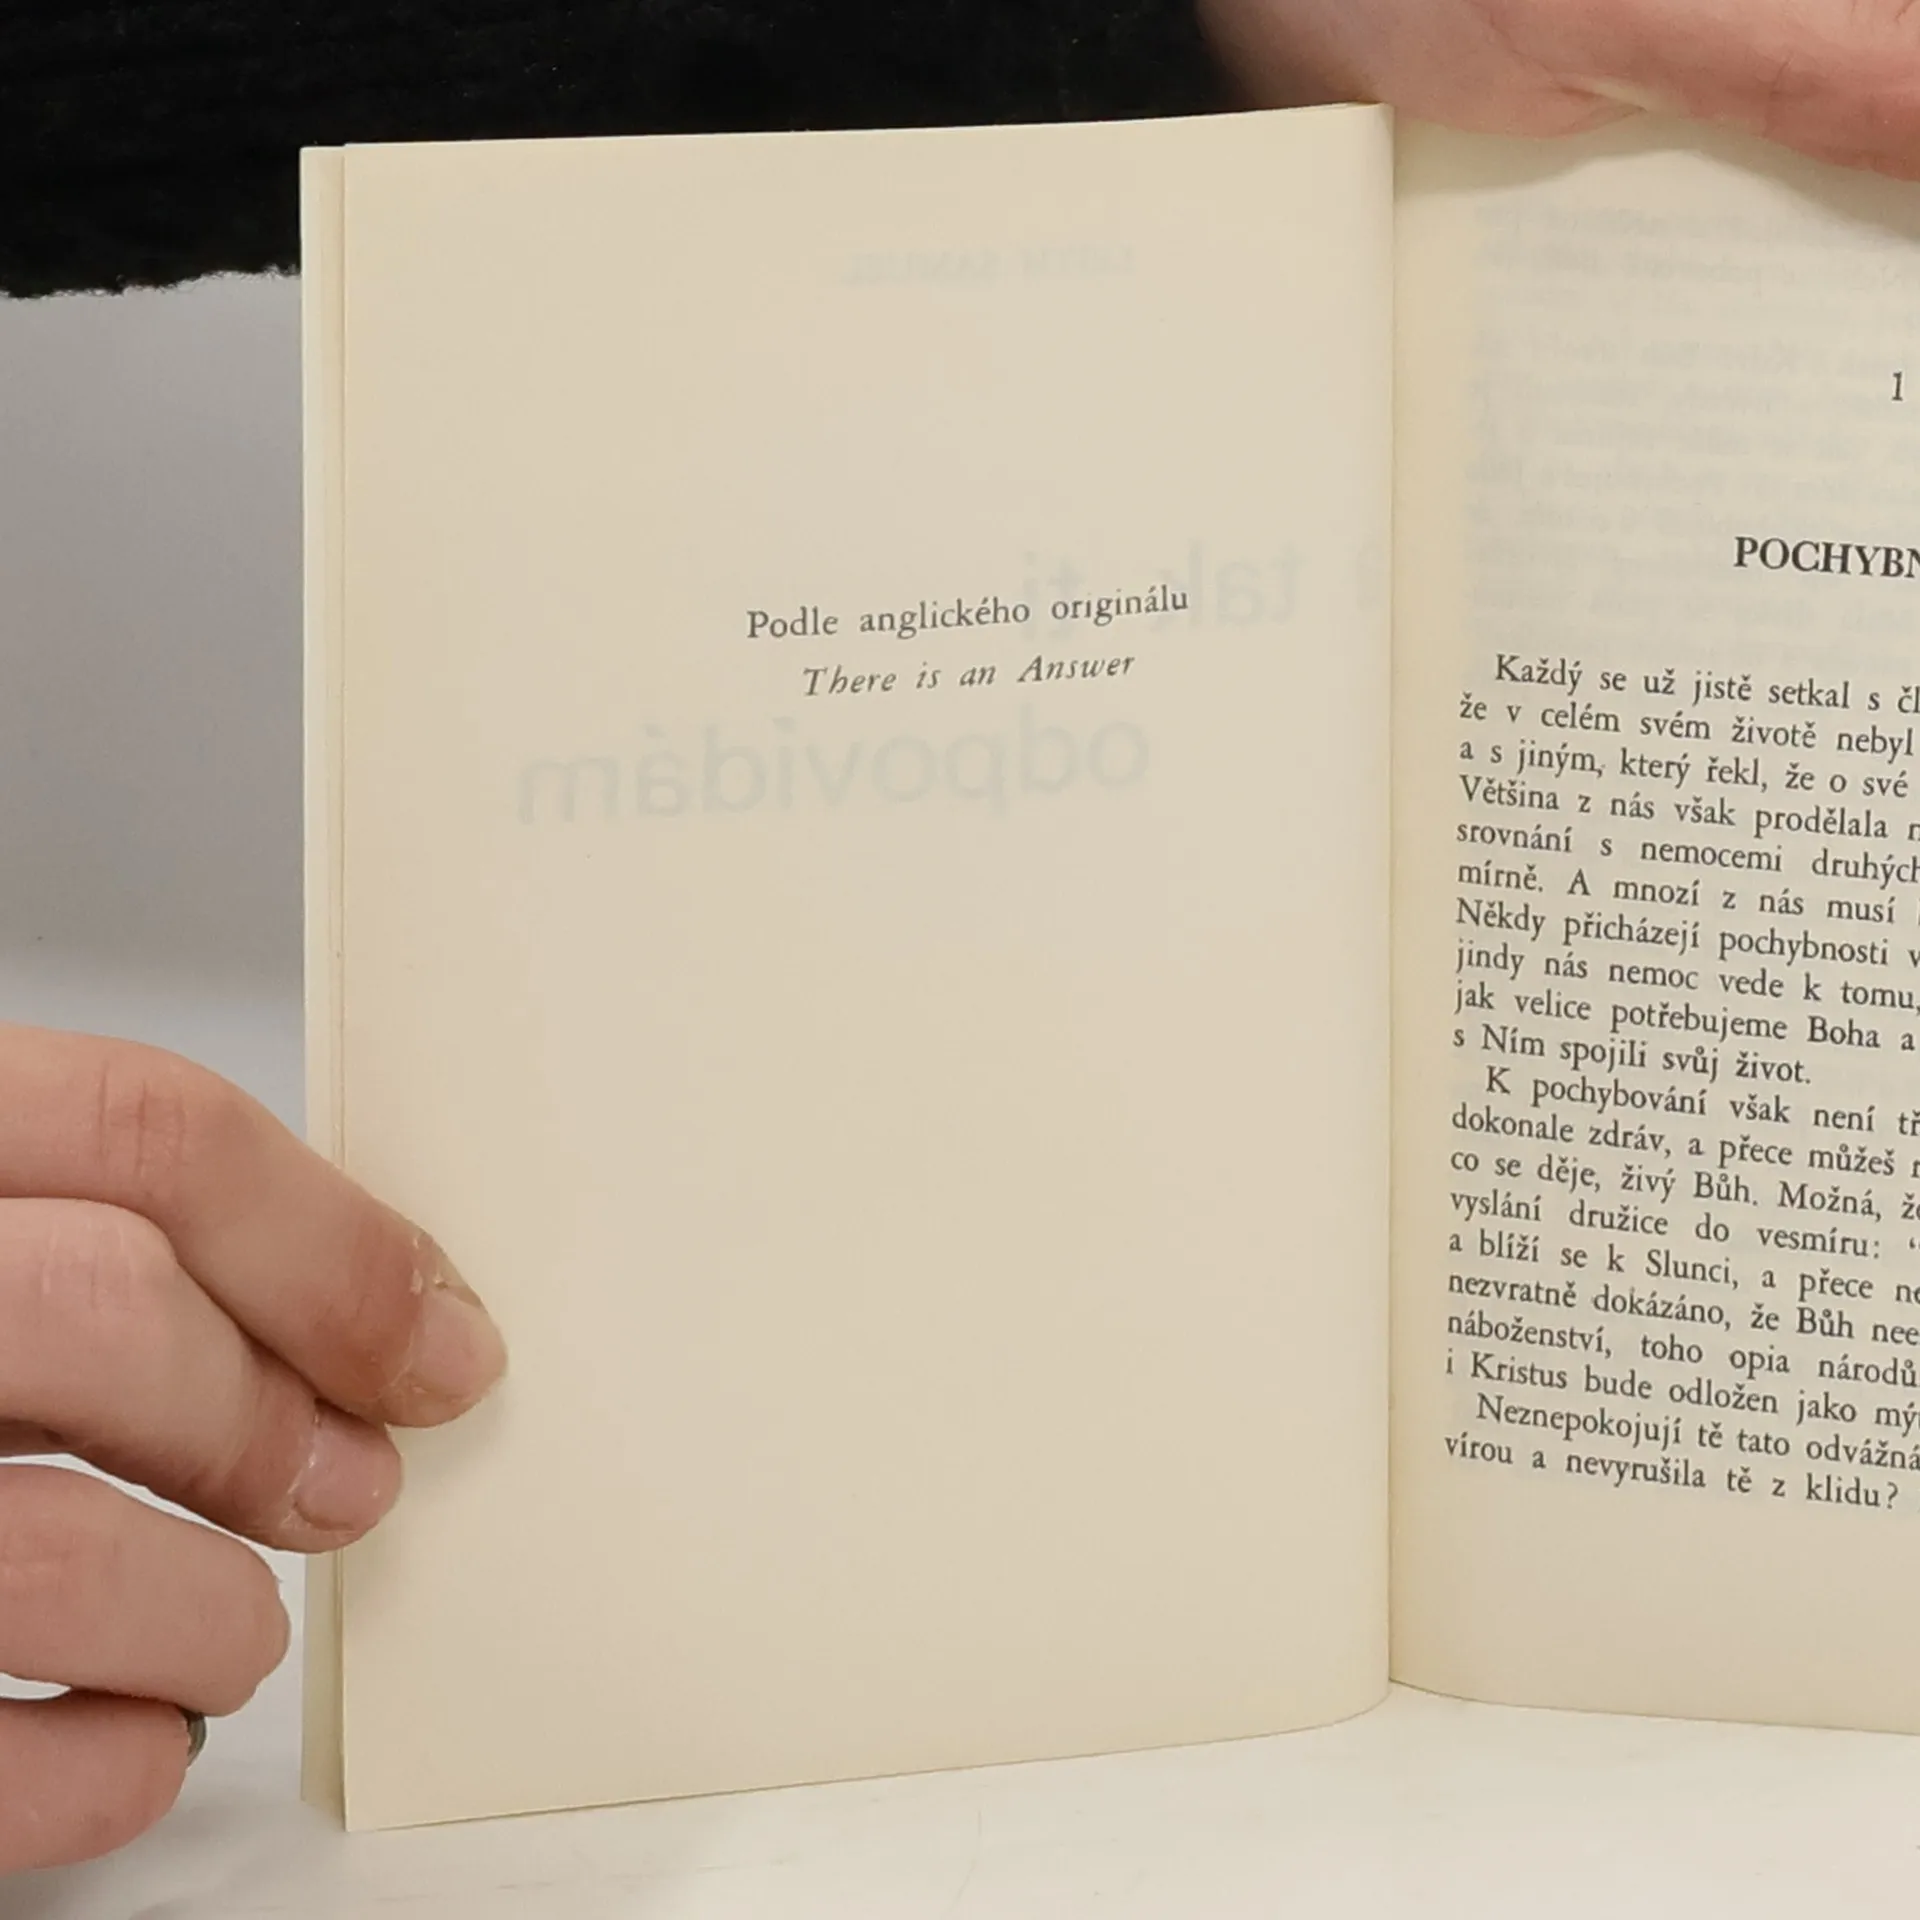 Podle anglického originálu
There is an Answer
1
POCHYBN
Každý se už jistě setkal s čl
že v celém svém životě nebyl
a s jiným, který řekl, že o své
Většina z nás však prodělala n
srovnání s nemocemi druhých
mírně. A mnozí z nás musí
Někdy přicházejí pochybnosti v
jindy nás nemoc vede k tomu,
jak velice potřebujeme Boha a
s Ním spojili svůj život.
K pochybování však není tř
dokonale zdráv, a přece můžeš
co se děje, živý Bůh. Možná, že
vyslání družice do vesmíru: “
a blíží se k Slunci, a přece ne
nezvratně dokázáno, že Bůh nee
náboženství, toho opia národů
i Kristus bude odložen jako mý
Neznepokojují tě tato odvážná
vírou a nevyrušila tě z klidu?